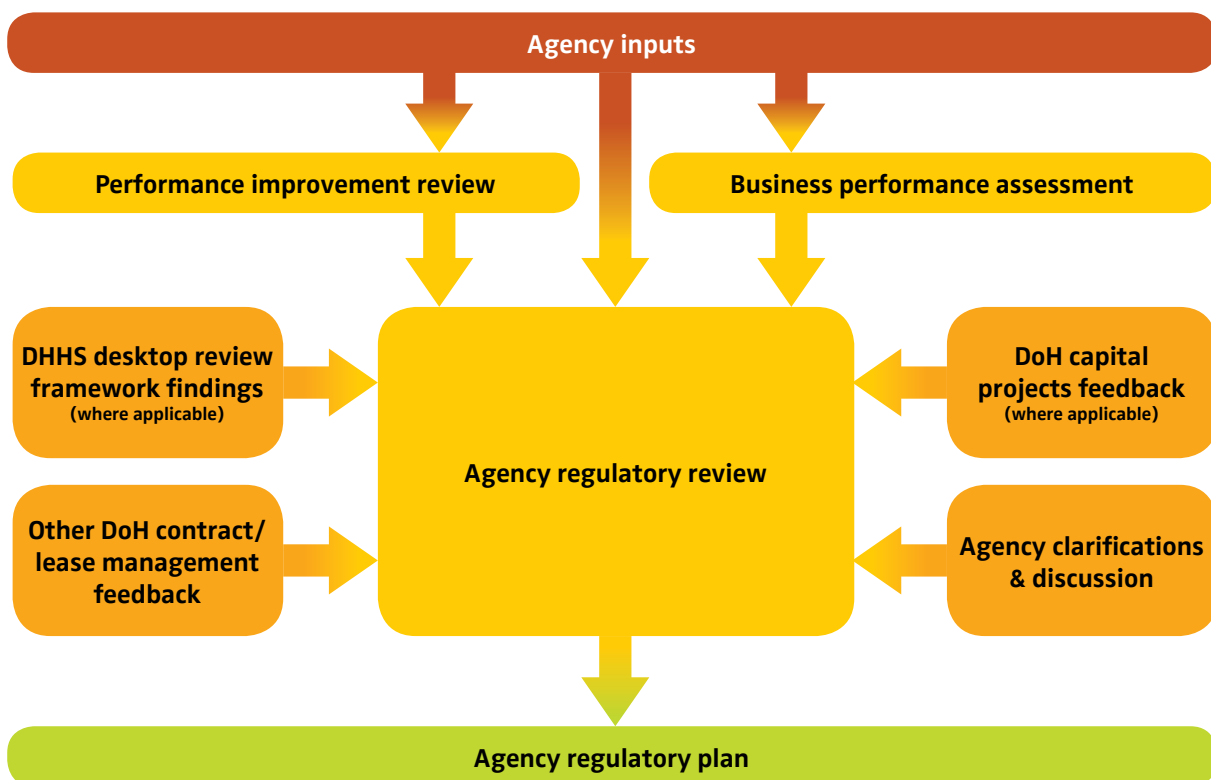 Agency inputs
Performance improvement review
Business performance assessment
DHHS desktop review
framework findings
(where applicable)
DoH capital
projects feedback
(where applicable)
Agency regulatory review
Other DoH contract/
lease management
feedback
Agency clarifications
& discussion
Agency regulatory plan